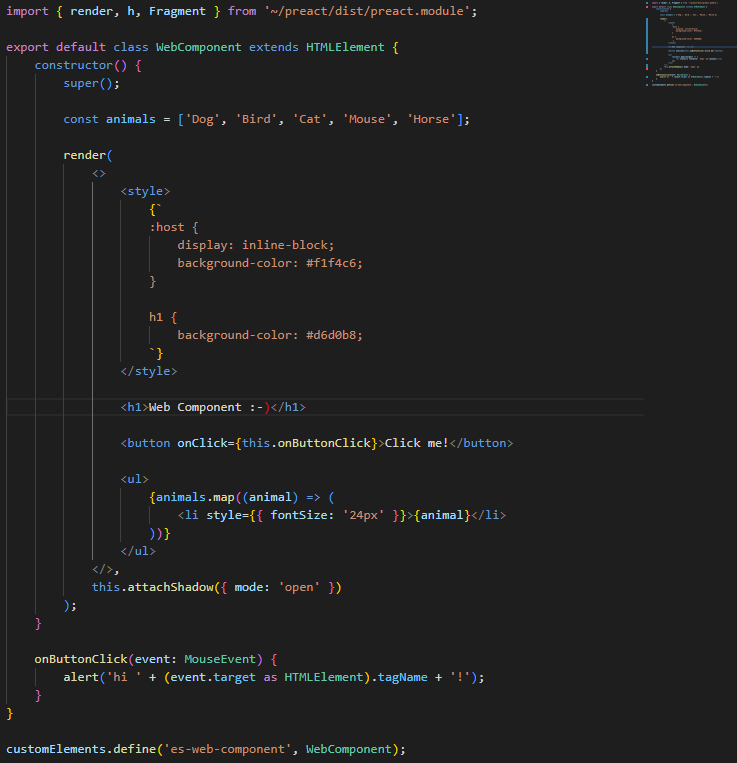 import { render, h, Fragment } from '~/preact/dist/preact.module';
export default class WebComponent extends HTMLElement {
constructor() {
super();
const animals = ['Dog', 'Bird', 'Cat', 'Mouse', 'Horse'];
render(
<>
<style>
{`
:host {
display: inline-block;
background-color: #f1f4c6;
}
h1 {
background-color: #d6d0b8;
`}
</style>
<h1>Web Component :-)</h1>
<button onClick={this.onButtonClick}>Click me!</button>
<ul>
{animals.map((animal) => (
<li style={{ fontSize: '24px' }}>{animal}</li>
))}
</ul>
</>,
this.attachShadow({ mode: 'open' })
);
}
onButtonClick(event: MouseEvent) {
alert('hi ' + (event.target as HTMLElement).tagName + '!');
}
}
customElements.define('es-web-component', WebComponent);